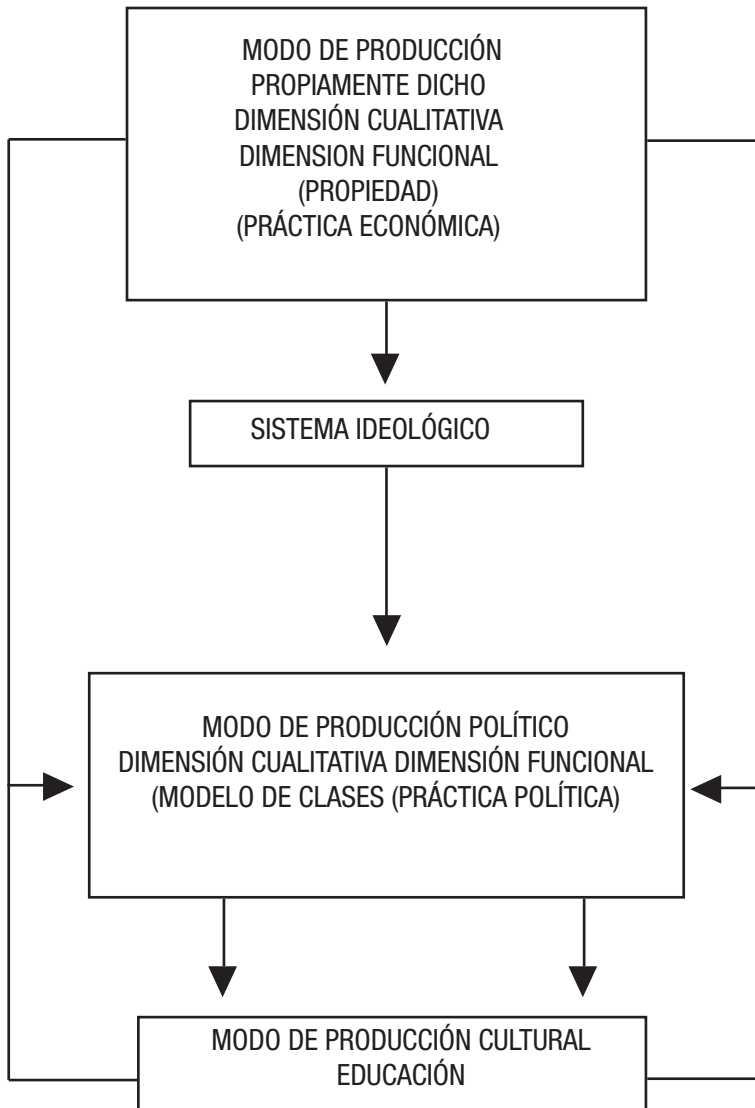 MODO DE PRODUCCIÓN
PROPIAMENTE DICHO
DIMENSIÓN CUALITATIVA
DIMENSION FUNCIONAL
(PROPIEDAD)
(PRÁCTICA ECONÓMICA)
SISTEMA IDEOLÓGICO
MODO DE PRODUCCIÓN POLÍTICO
DIMENSIÓN CUALITATIVA DIMENSIÓN FUNCIONAL
(MODELO DE CLASES (PRÁCTICA POLÍTICA)
MODO DE PRODUCCIÓN CULTURAL
EDUCACIÓN